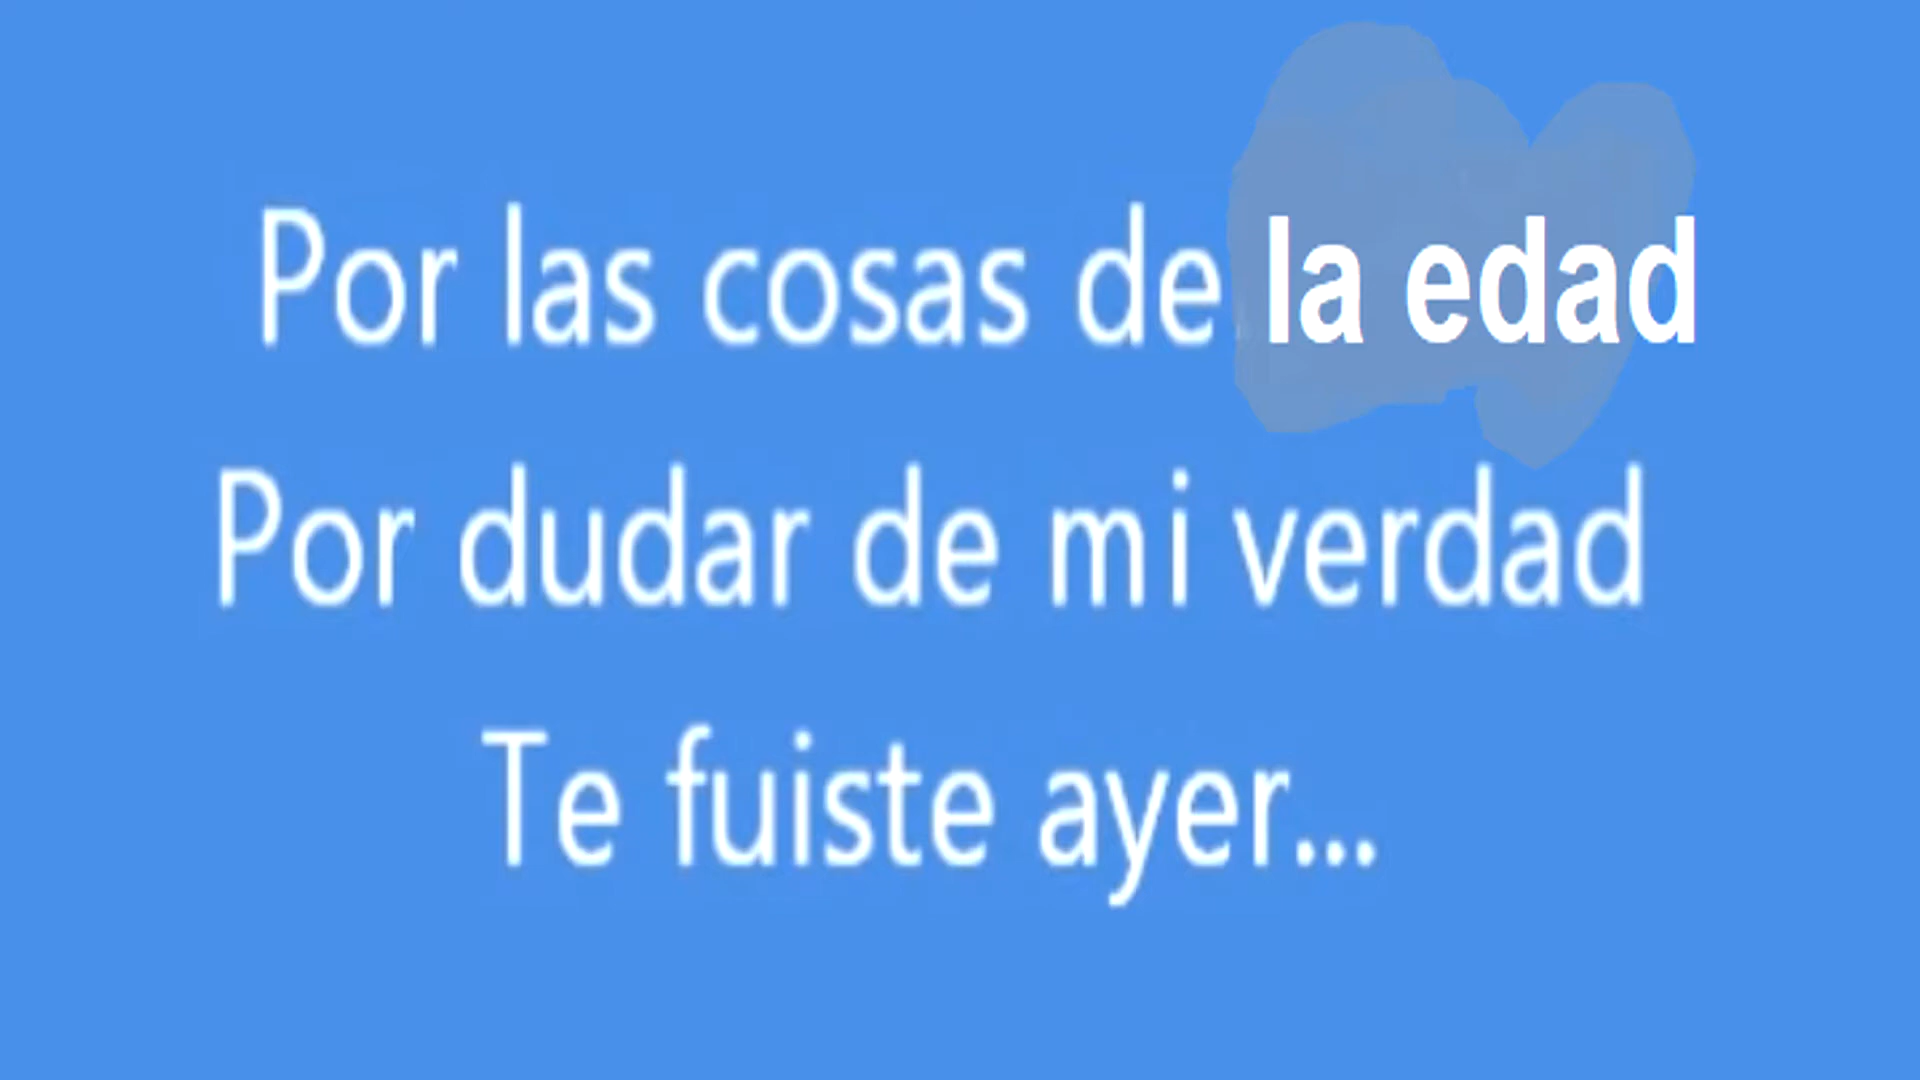 Por las cosas de la edad
Por dudar de mi verdad
Te fuiste ayer...